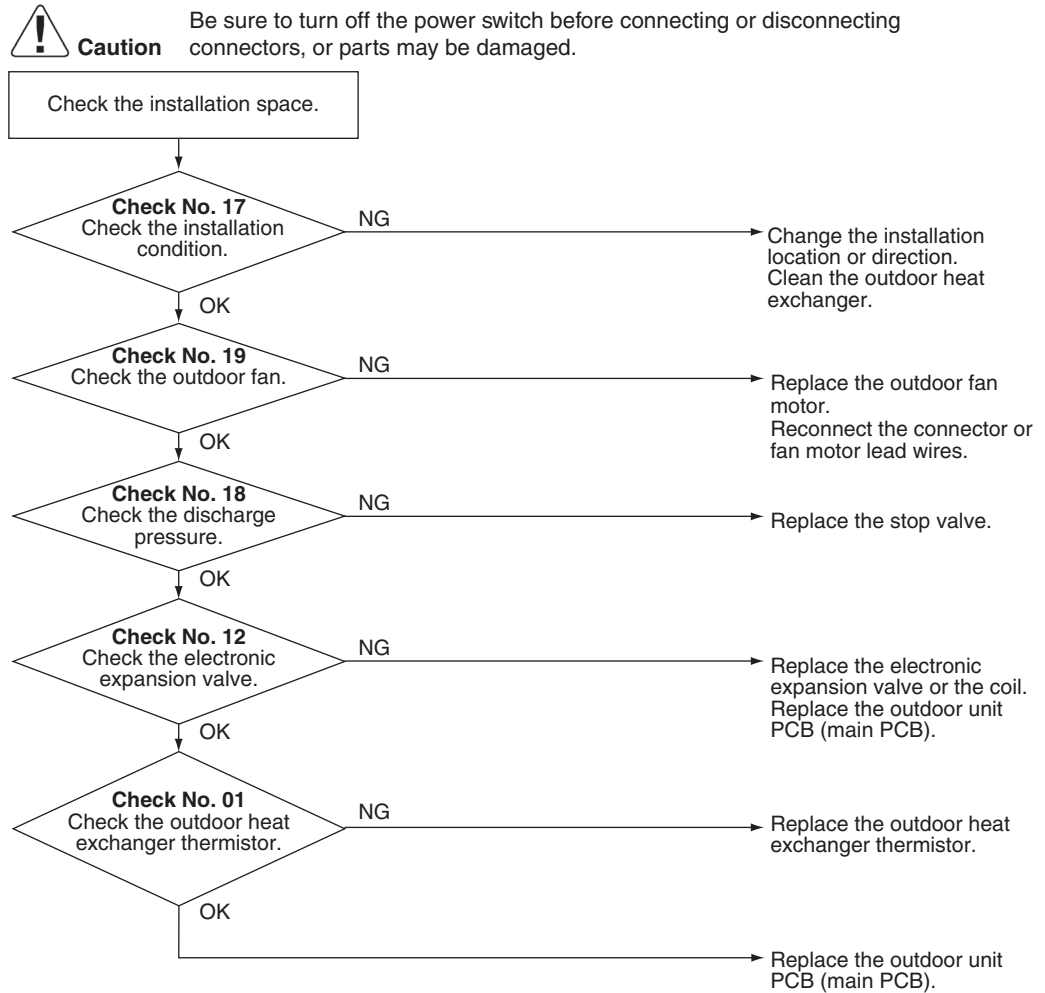 Be sure to turn off the power switch before connecting or disconnecting
Caution connectors, or parts may be damaged.
Check the installation space.
Check No. 17
Check the installation
condition.
NG
Change the installation
location or direction.
Clean the outdoor heat
exchanger.
OK
Check No. 19
Check the outdoor fan.
NG
Replace the outdoor fan
motor.
Reconnect the connector or
fan motor lead wires.
OK
Check No. 18
Check the discharge
pressure.
NG
Replace the stop valve.
OK
Check No. 12
Check the electronic
expansion valve.
NG
Replace the electronic
expansion valve or the coil.
Replace the outdoor unit
PCB (main PCB).
OK
Check No. 01
Check the outdoor heat
exchanger thermistor.
NG
Replace the outdoor heat
exchanger thermistor.
OK
Replace the outdoor unit
PCB (main PCB).